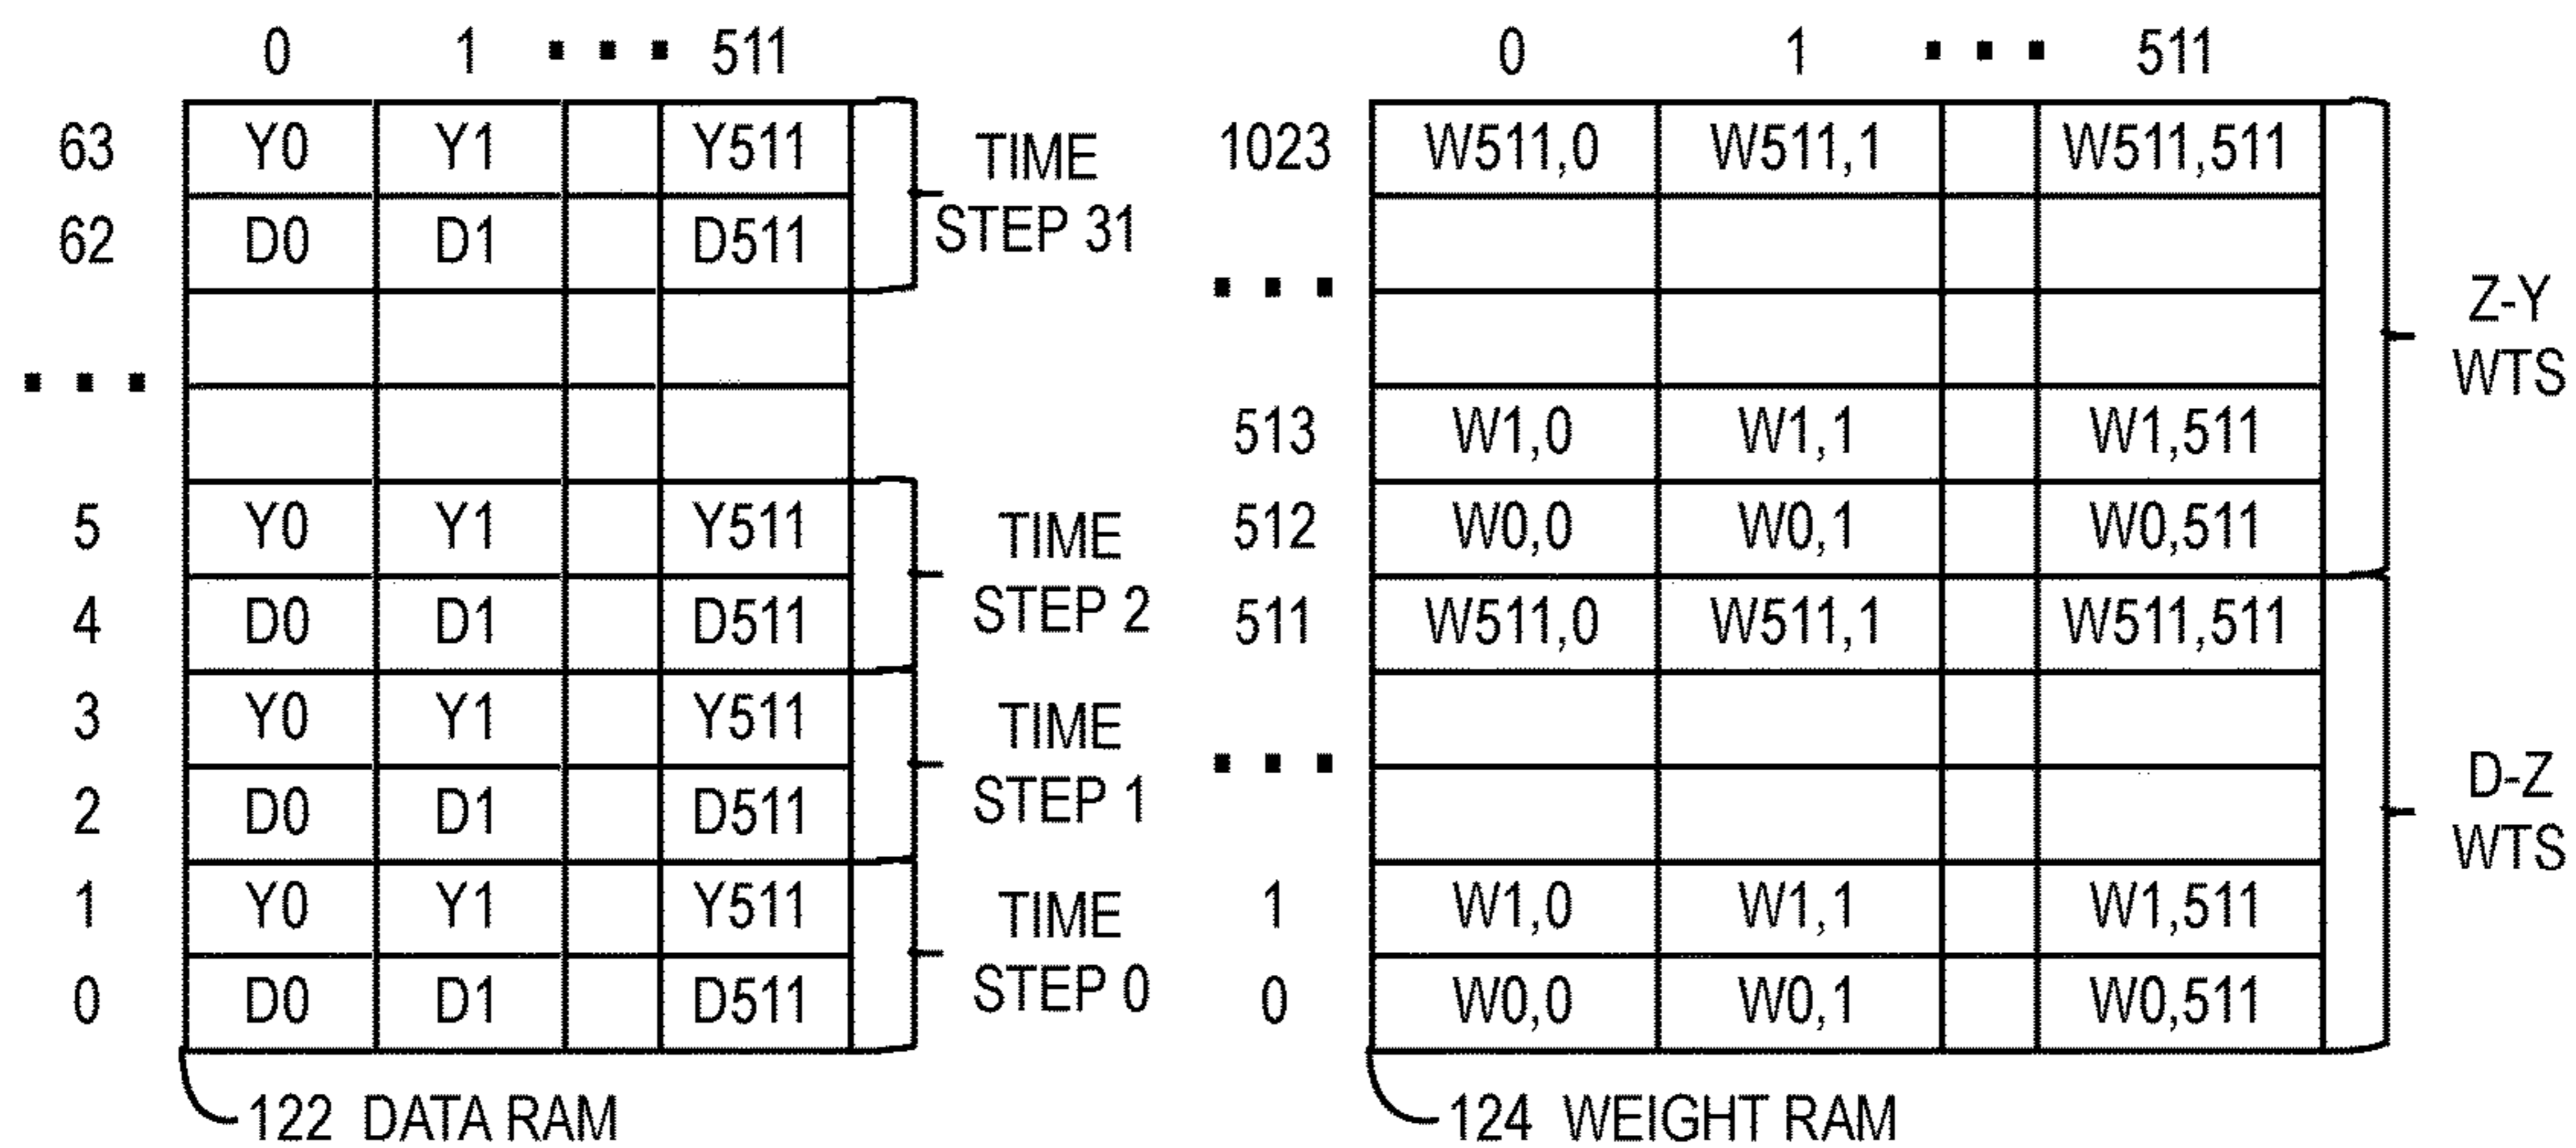 0 1 ... 511
63 Y0 Y1 Y511
62 D0 D1 D511
TIME
STEP 31
...
5 Y0 Y1 Y511
4 D0 D1 D511
TIME
STEP 2
3 Y0 Y1 Y511
2 D0 D1 D511
TIME
STEP 1
1 Y0 Y1 Y511
0 D0 D1 D511
TIME
STEP 0
122 DATA RAM
0 1 ... 511
1023 W511,0 W511,1 W511,511
...
513 W1,0 W1,1 W1,511
512 W0,0 W0,1 W0,511
Z-Y
WTS
511 W511,0 W511,1 W511,511
...
1 W1,0 W1,1 W1,511
0 W0,0 W0,1 W0,511
D-Z
WTS
124 WEIGHT RAM